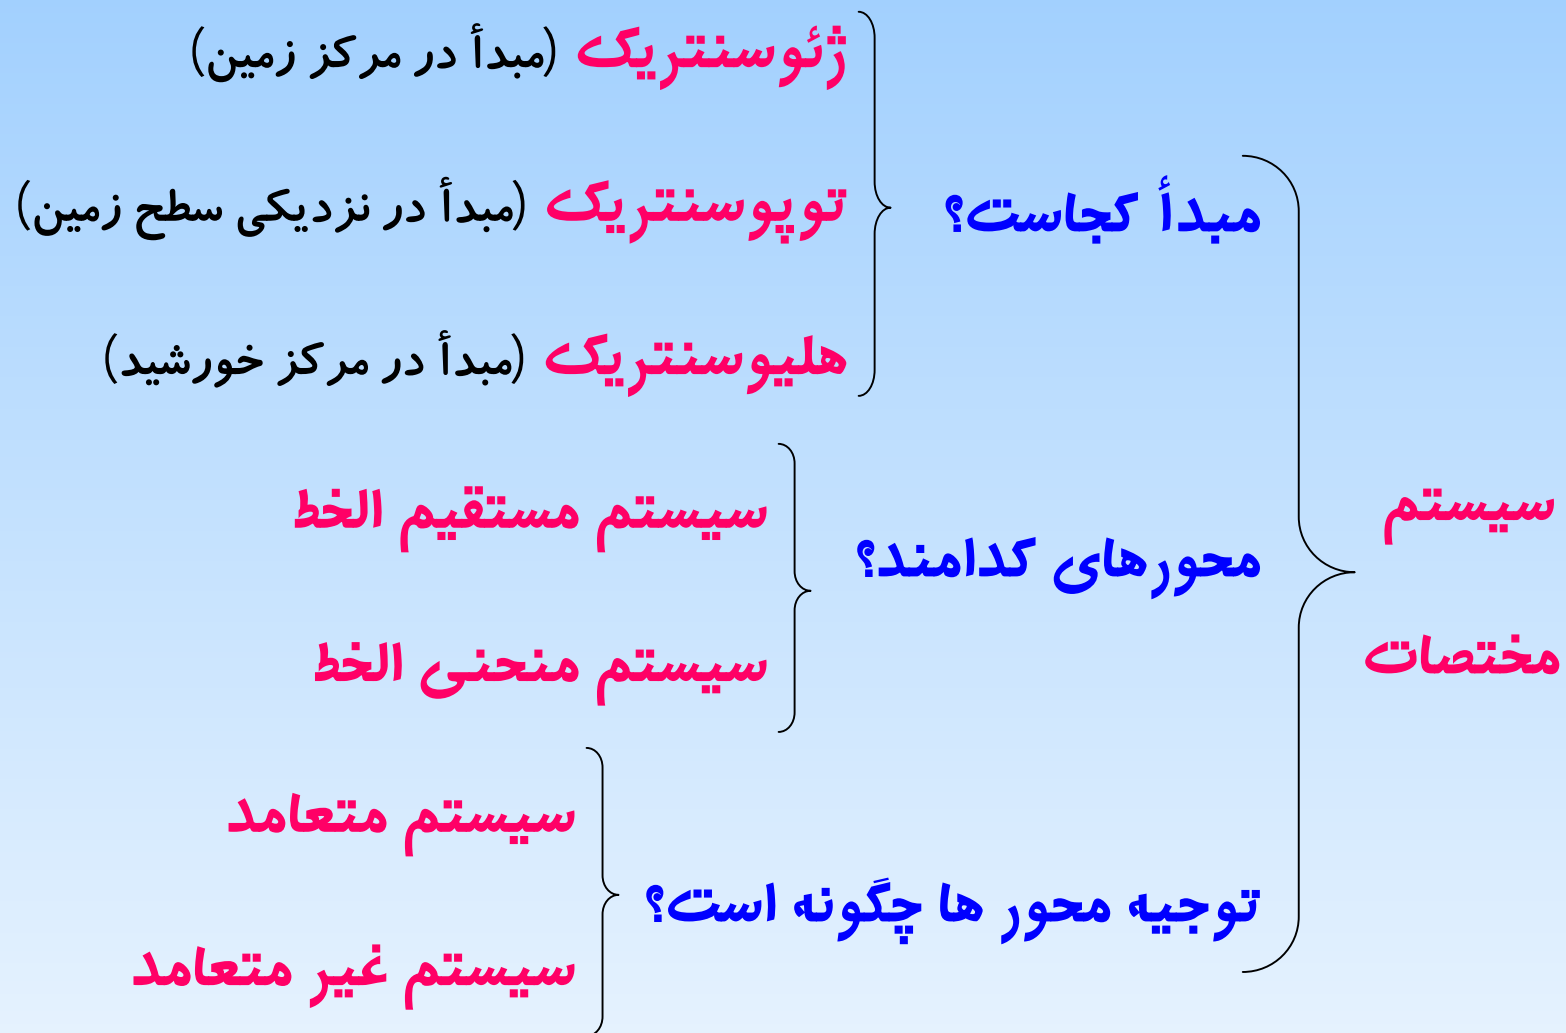 سیستم
مختصات
مبدأ کجاست؟
ژئوسنتریک (مبدأ در مرکز زمین)
توپوسنتریک (مبدأ در نزدیکی سطح زمین)
هلیوسنتریک (مبدأ در مرکز خورشید)
محورهای کدامند؟
سیستم مستقیم الخط
سیستم منحنی الخط
توجیه محور ها چگونه است؟
سیستم متعامد
سیستم غیر متعامد